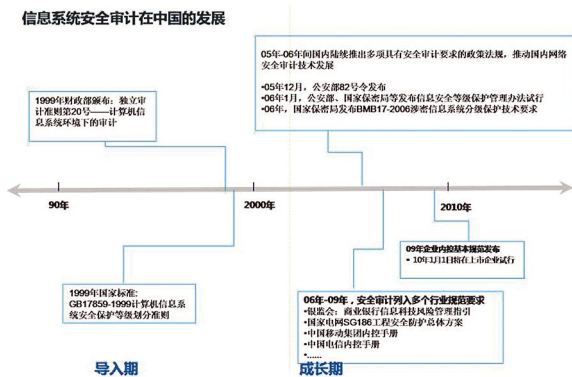 信息系统安全审计在中国的发展
05年-06年间国内陆续推出多项具有安全审计要求的政策法规，推动国内网络
安全审计技术发展
•05年12月，公安部82号令发布
•06年1月，公安部、国家保密局等发布信息安全等级保护管理办法试行
•06年，国家保密局发布BMB17-2006涉密信息系统分级保护技术要求
1999年财政部颁布：独立审
计准则第20号——计算机信
息系统环境下的审计
90年
2000年
2010年
09年企业内控基本规范发布
• 10年1月1日将在上市企业试行
1999年国家标准:
GB17859-1999计算机信息系
统安全保护等级划分准则
06年-09年，安全审计列入多个行业规范要求
•银监会：商业银行信息科技风险管理指引
•国家电网SG186工程安全防护总体方案
•中国移动集团内控手册
•中国电信内控手册
•......
导入期
成长期